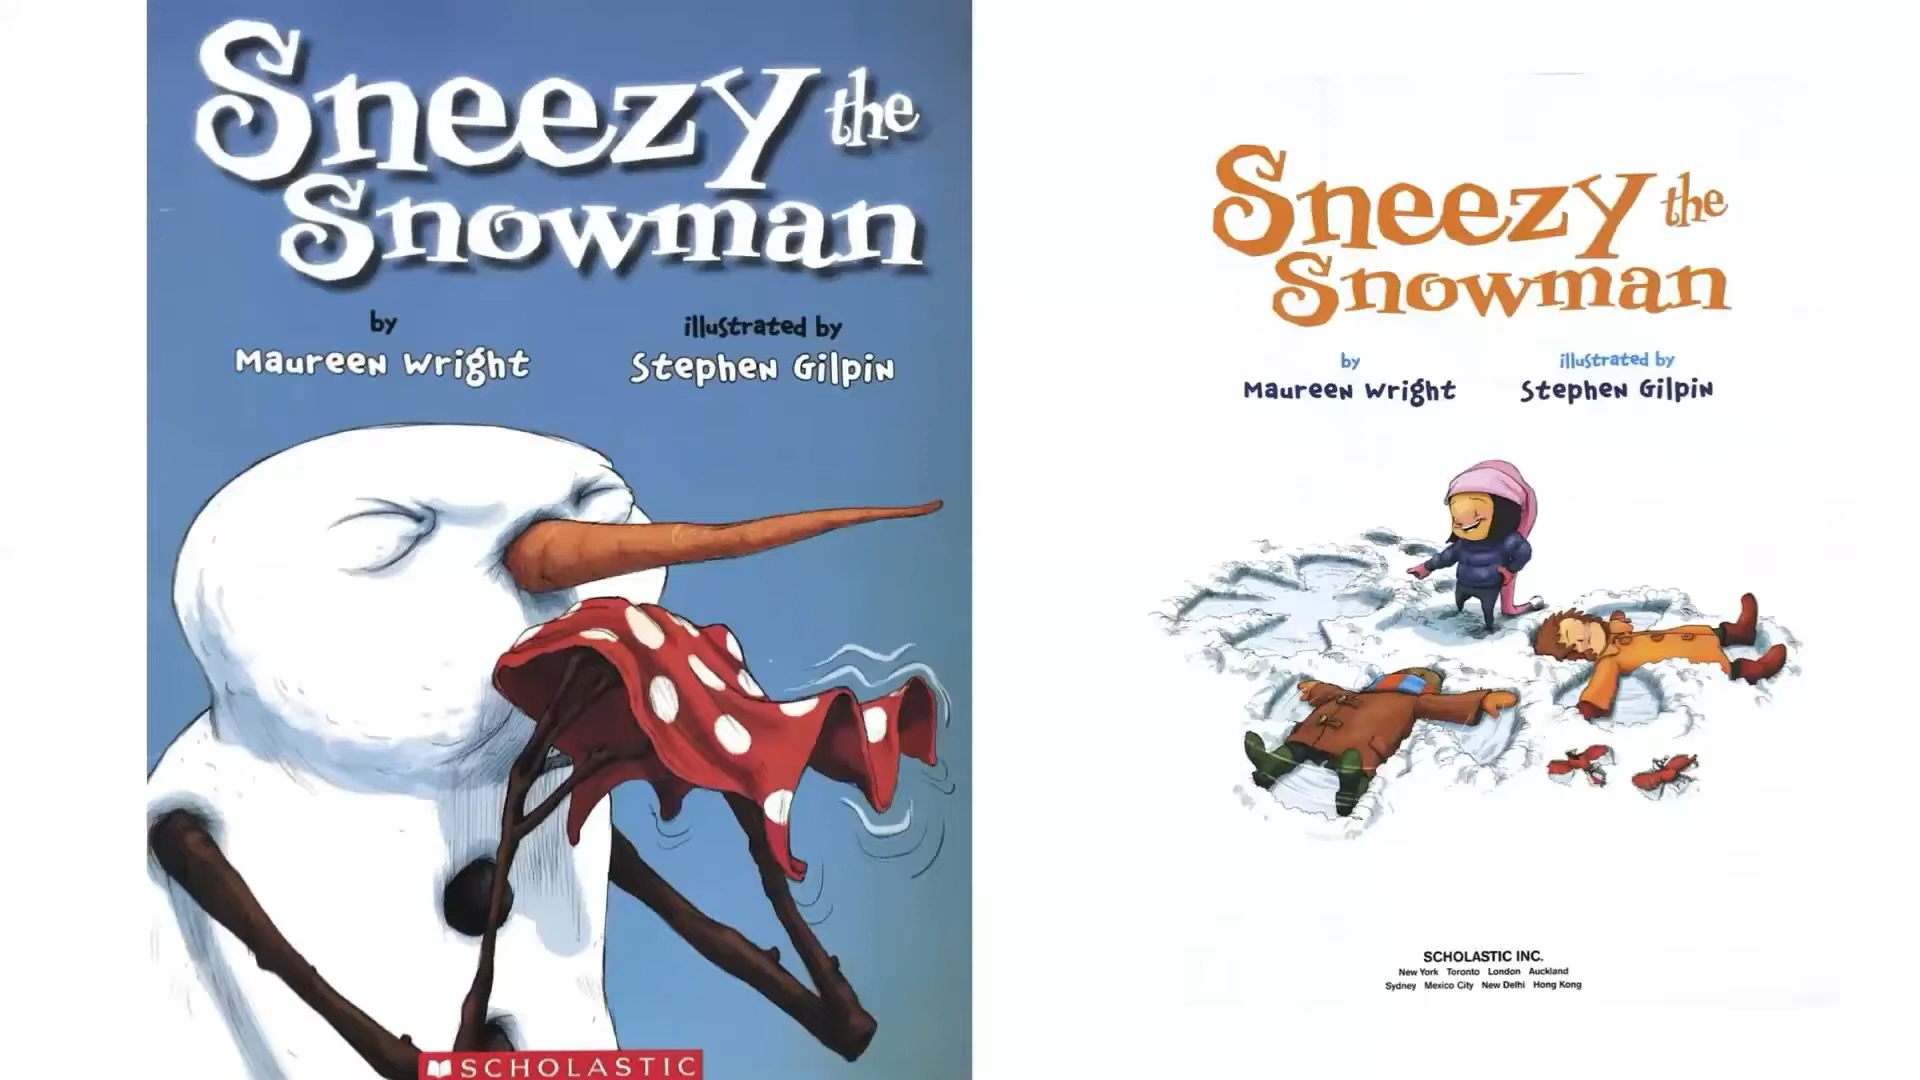 Sneezy the
Snowman
by
Maureen Wright
illustrated by
Stephen Gilpin
SCHOLASTIC
Sneezy the
Snowman
by
Maureen Wright
illustrated by
Stephen Gilpin
SCHOLASTIC INC.
New York Toronto London Auckland
Sydney Mexico City New Delhi Hong Kong